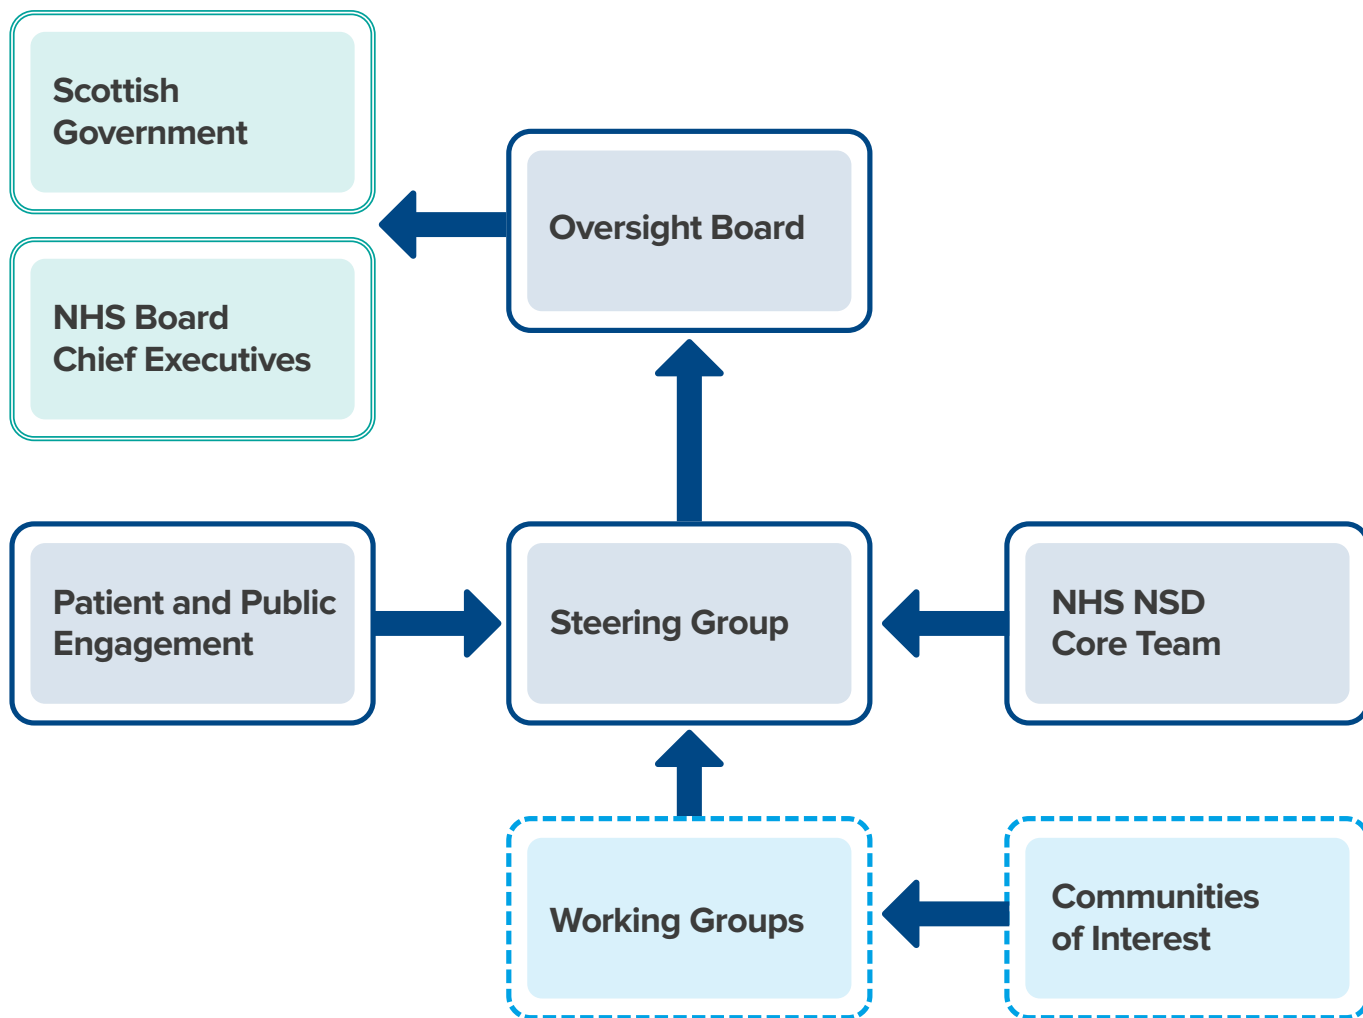 Scottish
Government
Oversight Board
NHS Board
Chief Executives
Patient and Public
Engagement
Steering Group
NHS NSD
Core Team
Working Groups
Communities
of Interest